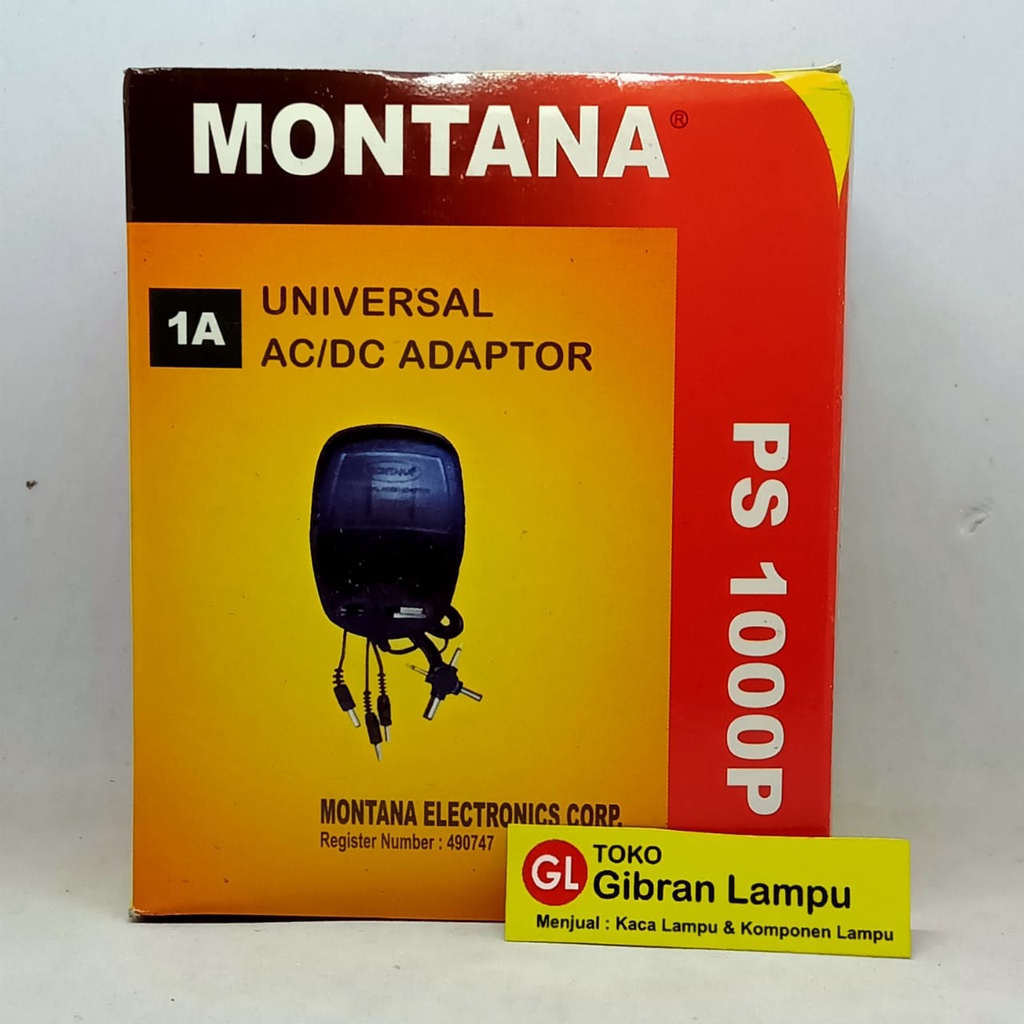 MONTANA®
1A
UNIVERSAL
AC/DC ADAPTOR
MONTANA
PS 1000P
MONTANA ELECTRONICS CORP.
Register Number : 490747
GL
TOKO
Gibran Lampu
Menjual : Kaca Lampu & Komponen Lampu